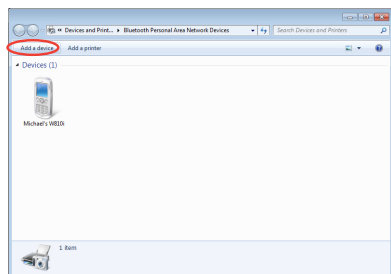 « Devices and Print... ▸ Bluetooth Personal Area Network Devices
Search Devices and Printers
Add a device Add a printer
Devices (1)
Michael's W810i
1 item